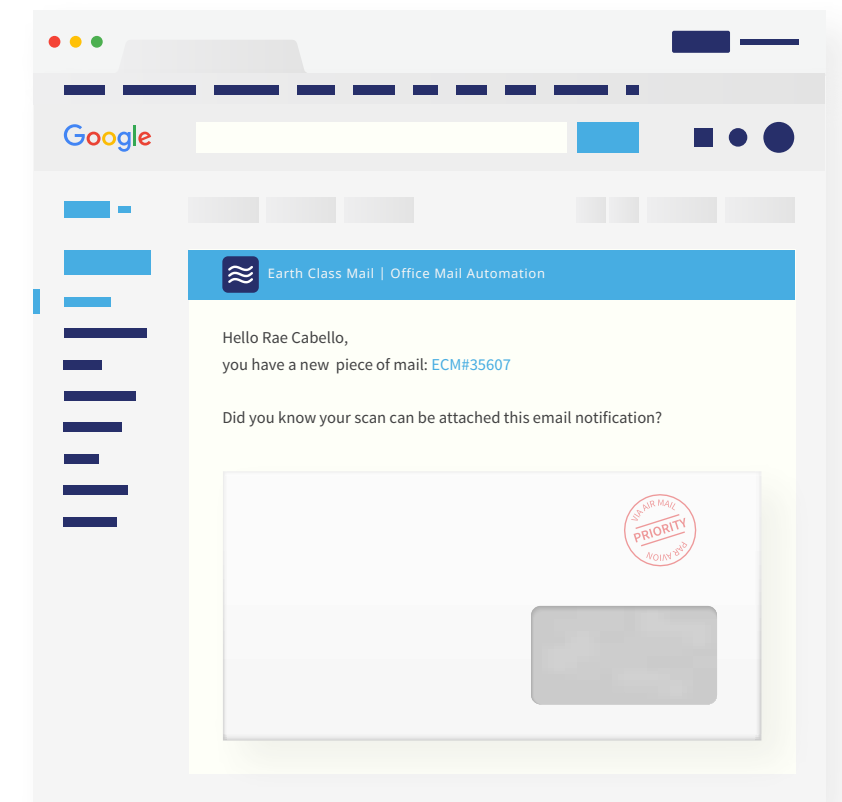 Google
Earth Class Mail | Office Mail Automation
Hello Rae Cabello,
you have a new piece of mail: ECM#35607
Did you know your scan can be attached this email notification?
VIA AIR MAIL
PRIORITY
PAR AVION